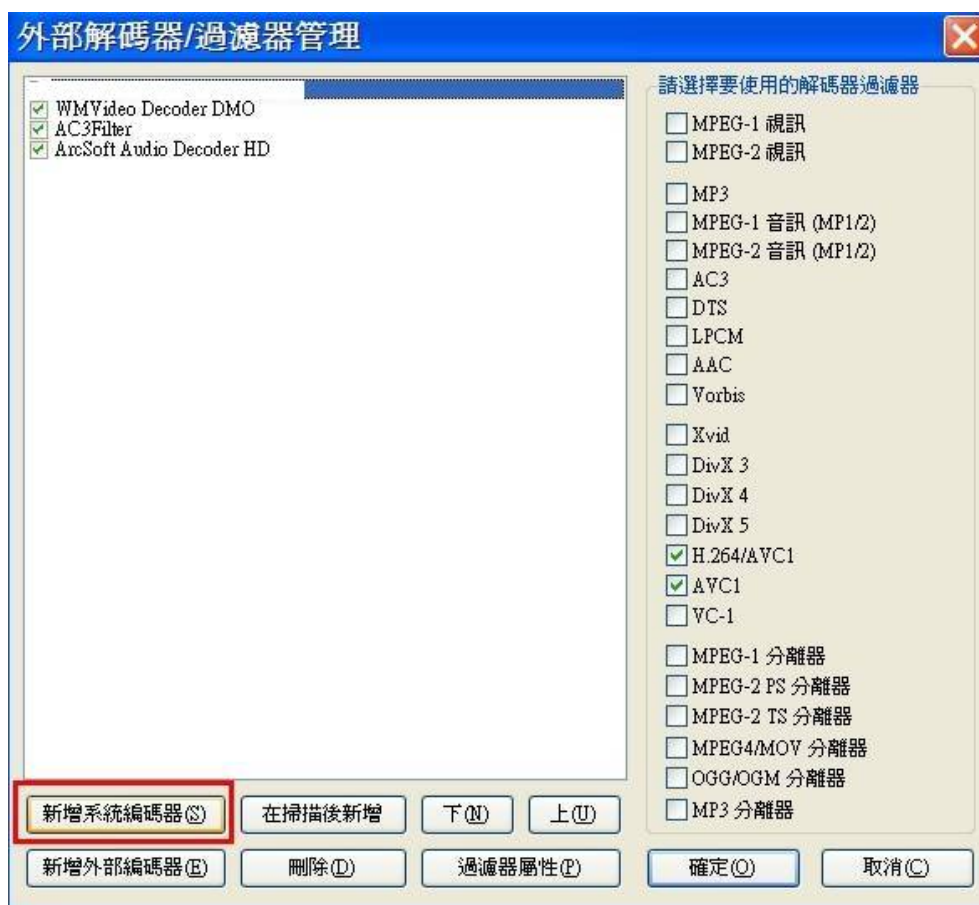 外部解碼器/過濾器管理
WMVideo Decoder DMO
AC3Filter
ArcSoft Audio Decoder HD
請選擇要使用的解碼器過濾器
MPEG-1 視訊
MPEG-2 視訊
MP3
MPEG-1 音訊 (MP1/2)
MPEG-2 音訊 (MP1/2)
AC3
DTS
LPCM
AAC
Vorbis
Xvid
DivX 3
DivX 4
DivX 5
H.264/AVC1
AVC1
VC-1
MPEG-1 分離器
MPEG-2 PS 分離器
MPEG-2 TS 分離器
MPEG4/MOV 分離器
OGG/OGM 分離器
MP3 分離器
新增系統編碼器(S)
在掃描後新增
下(N)
上(U)
新增外部編碼器(E)
刪除(D)
過濾器屬性(P)
確定(O)
取消(C)